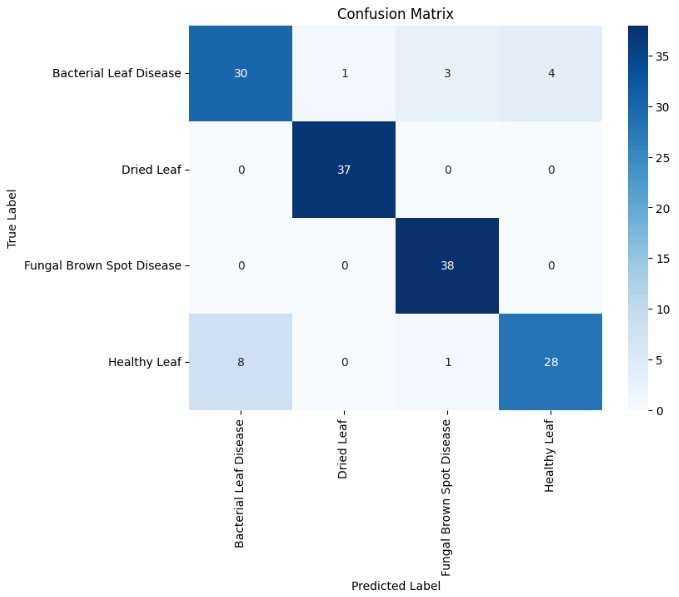 Confusion Matrix
True Label
Bacterial Leaf Disease 30 1 3 4
Dried Leaf 0 37 0 0
Fungal Brown Spot Disease 0 0 38 0
Healthy Leaf 8 0 1 28
Bacterial Leaf Disease
Dried Leaf
Fungal Brown Spot Disease
Healthy Leaf
Predicted Label
35
30
25
20
15
10
5
0